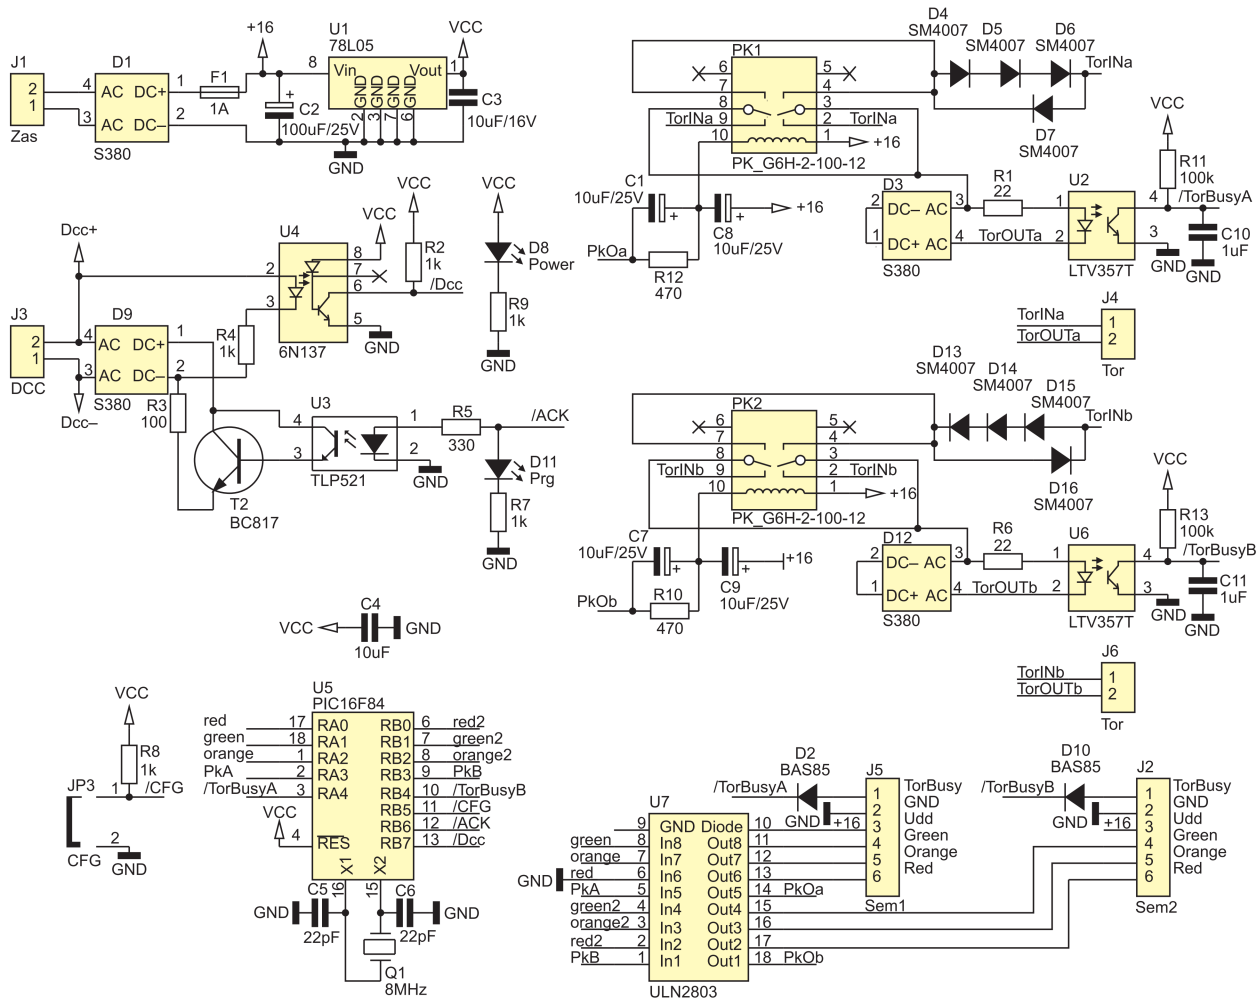 J1
2
1
Zas
D1
4 AC DC+ 1
3 AC DC– 2
S380
F1
1A
+16
+
C2
100uF/25V
U1
78L05
8 Vin Vout 1
GND GND GND GND
2 3 7 6
GND
VCC
C3
10uF/16V
Dcc+
J3
2
1
DCC
Dcc–
D9
4 AC DC+ 1
3 AC DC– 2
S380
R3
100
R4
1k
U4
2
3
8
7
6
5
6N137
VCC
GND
VCC
R2
1k
/Dcc
VCC
D8
Power
R9
1k
GND
T2
BC817
U3
4
3
1
2
TLP521
GND
R5
330
/ACK
D11
Prg
R7
1k
GND
PK1
6
7
8
TorINa 9
10
5
4
3
2 TorINa
1 +16
PK_G6H-2-100-12
D4
SM4007
D5
SM4007
D6
SM4007
TorINa
D7
SM4007
C1
10uF/25V
+
+
C8
10uF/25V
+16
PkOa
R12
470
D3
2 DC– AC 3
1 DC+ AC 4
S380
R1
22
TorOUTa
U2
1
2
4
3
LTV357T
VCC
R11
100k
/TorBusyA
C10
1uF
GND
GND
J4
TorINa 1
TorOUTa 2
Tor
PK2
6
7
8
TorINb 9
10
5
4
3
2 TorINb
1 +16
PK_G6H-2-100-12
D13
SM4007
D14
SM4007
D15
SM4007
TorINb
D16
SM4007
C7
10uF/25V
+
+
C9
10uF/25V
+16
PkOb
R10
470
D12
2 DC– AC 3
1 DC+ AC 4
S380
R6
22
TorOUTb
U6
1
2
4
3
LTV357T
VCC
R13
100k
/TorBusyB
C11
1uF
GND
GND
J6
TorINb 1
TorOUTb 2
Tor
C4
VCC GND
10uF
VCC
R8
1k
JP3
1 /CFG
2
CFG
GND
U5
PIC16F84
red 17 RA0 RB0 6 red2
green 18 RA1 RB1 7 green2
orange 1 RA2 RB2 8 orange2
PkA 2 RA3 RB3 9 PkB
/TorBusyA 3 RA4 RB4 10 /TorBusyB
RB5 11 /CFG
RB6 12 /ACK
VCC
4 RES RB7 13 /Dcc
X1 X2
16 15
C5
GND
22pF
C6
GND
22pF
Q1
8MHz
U7
9 GND Diode 10
green 8 In8 Out8 11
orange 7 In7 Out7 12
red 6 In6 Out6 13
GND
PkA 5 In5 Out5 14 PkOa
green2 4 In4 Out4 15
orange2 3 In3 Out3 16
red2 2 In2 Out2 17
PkB 1 In1 Out1 18 PkOb
ULN2803
D2
BAS85
/TorBusyA
GND
+16
J5
1 TorBusy
2 GND
3 Udd
4 Green
5 Orange
6 Red
Sem1
D10
BAS85
/TorBusyB
GND
+16
J2
1 TorBusy
2 GND
3 Udd
4 Green
5 Orange
6 Red
Sem2